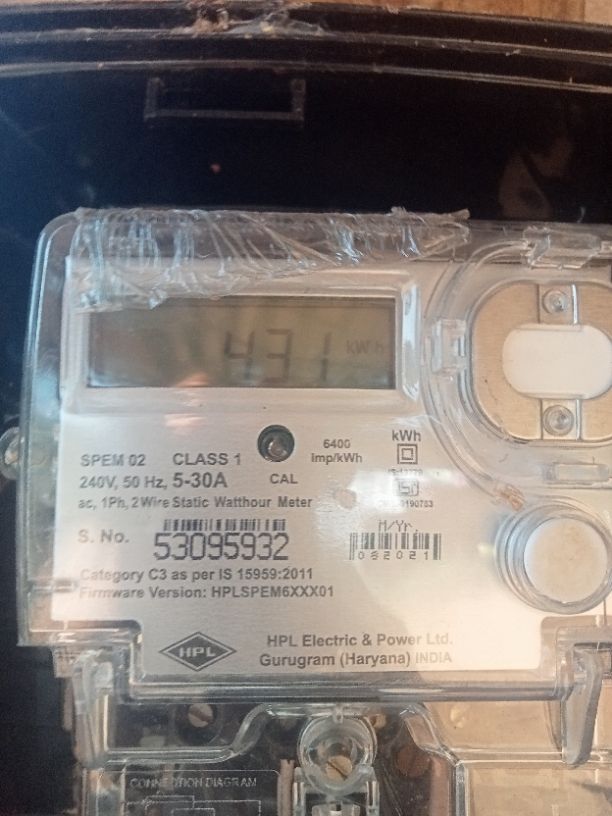 431 kWh
SPEM 02 CLASS 1
240V, 50 Hz, 5-30A
CAL
6400
Imp/kWh
kWh
ac, 1Ph, 2 Wire Static Watthour Meter
S. No.
53095932
M/Yr.
082021
Category C3 as per IS 15959:2011
Firmware Version: HPLSPEM6XXX01
HPL
HPL Electric & Power Ltd.
Gurugram (Haryana) INDIA
CONNECTION DIAGRAM